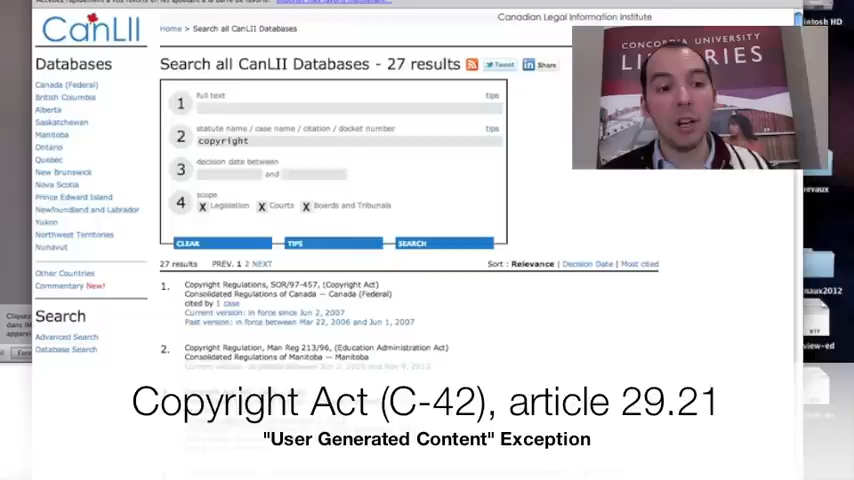 Canadian Legal Information Institute
CanLII
Home > Search all CanLII Databases
Databases
Canada (Federal)
British Columbia
Alberta
Saskatchewan
Manitoba
Ontario
Quebec
New Brunswick
Nova Scotia
Prince Edward Island
Newfoundland and Labrador
Yukon
Northwest Territories
Nunavut
Other Countries
Commentary New!
Search
Advanced Search
Database Search
Search all CanLII Databases - 27 results
Tweet
Share
1
full text
tips
2
statute name / case name / citation / docket number
tips
copyright
3
decision date between
and
4
scope
X Legislation X Courts X Boards and Tribunals
CLEAR
TIPS
SEARCH
27 results PREV. 1 2 NEXT
Sort : Relevance | Decision Date | Most cited
1. Copyright Regulations, SOR/97-457, (Copyright Act)
Consolidated Regulations of Canada — Canada (Federal)
cited by 1 case
Current version: in force since Jun 2, 2007
Past version: in force between Mar 22, 2006 and Jun 1, 2007
2. Copyright Regulation, Man Reg 213/96, (Education Administration Act)
Consolidated Regulations of Manitoba — Manitoba
CONCORDIA UNIVERSITY
intosh HD
Copyright Act (C-42), article 29.21
"User Generated Content" Exception